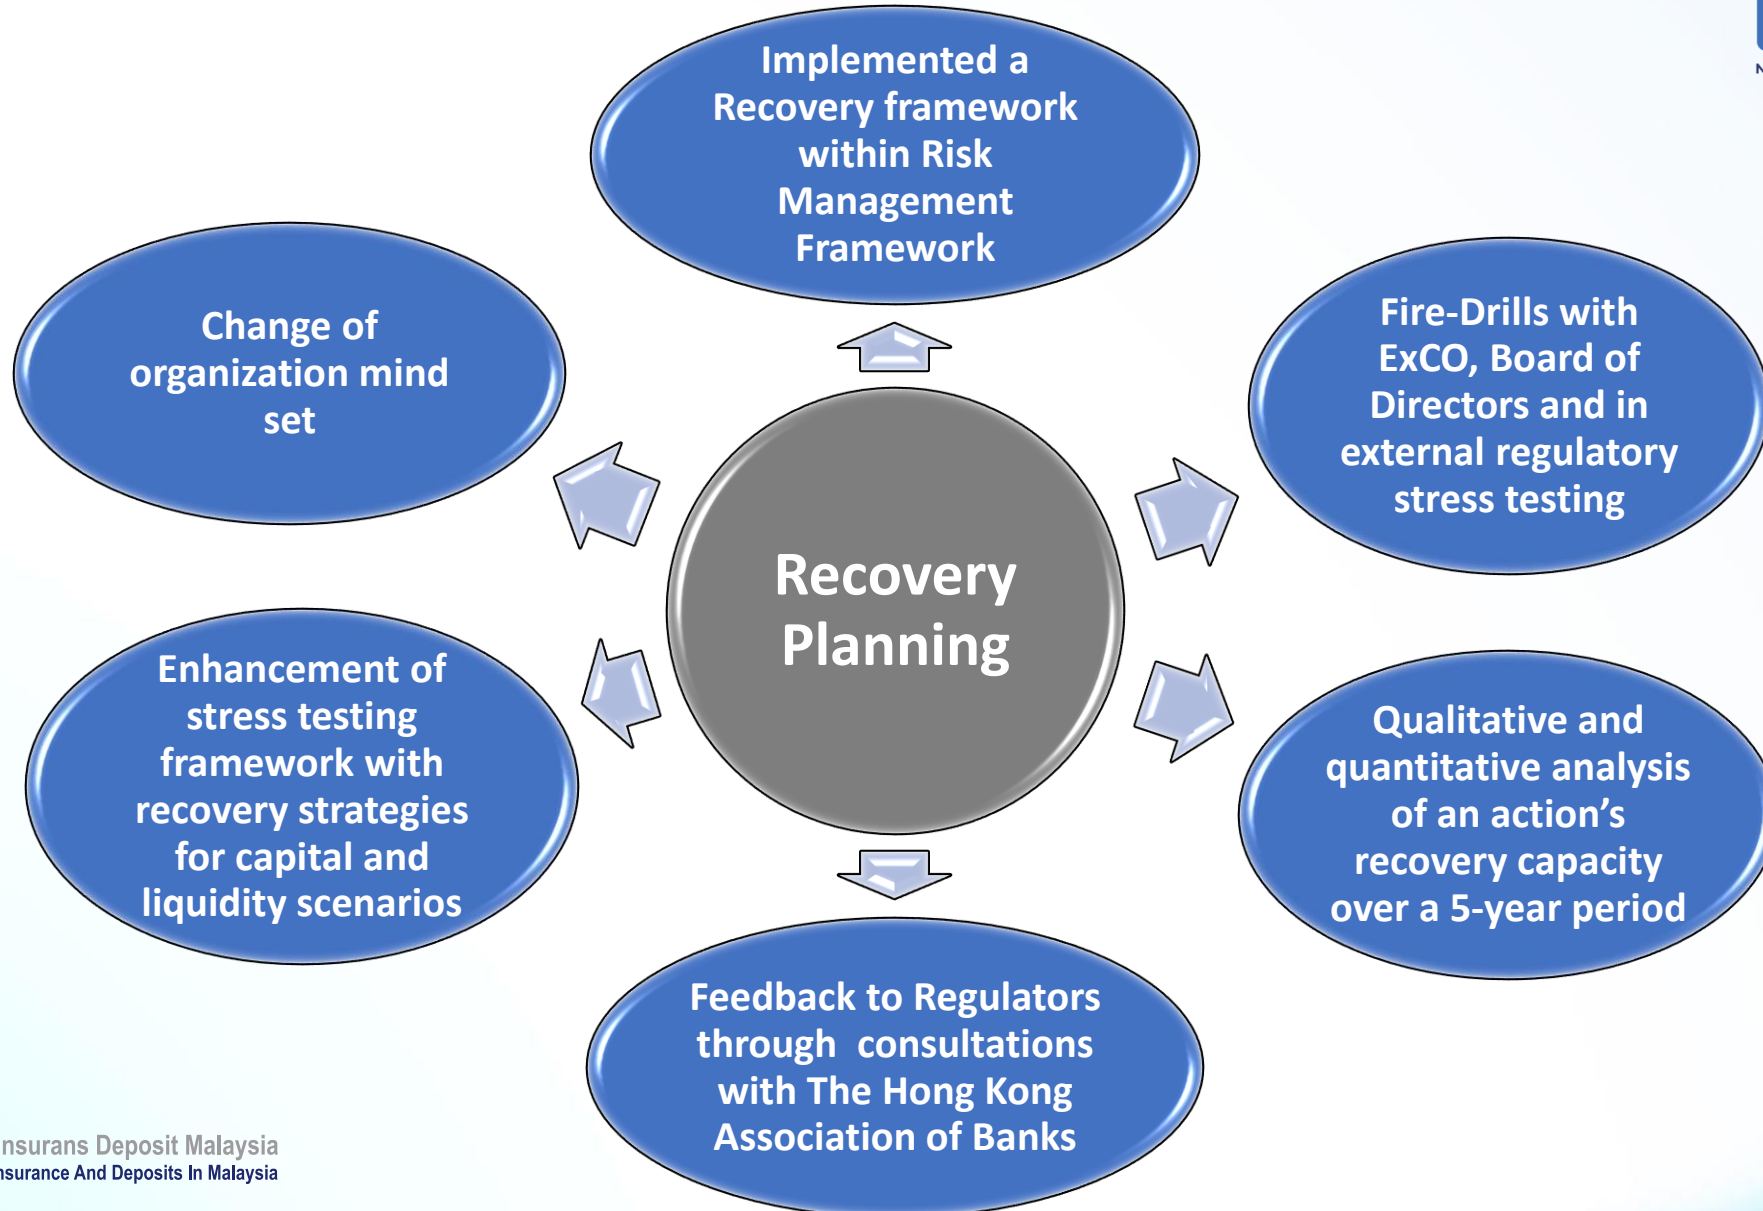 Implemented a
Recovery framework
within Risk
Management
Framework
Change of
organization mind
set
Fire-Drills with
ExCO, Board of
Directors and in
external regulatory
stress testing
Recovery
Planning
Enhancement of
stress testing
framework with
recovery strategies
for capital and
liquidity scenarios
Qualitative and
quantitative analysis
of an action’s
recovery capacity
over a 5-year period
Feedback to Regulators
through consultations
with The Hong Kong
Association of Banks
Deposit Malaysia
And Deposits In Malaysia